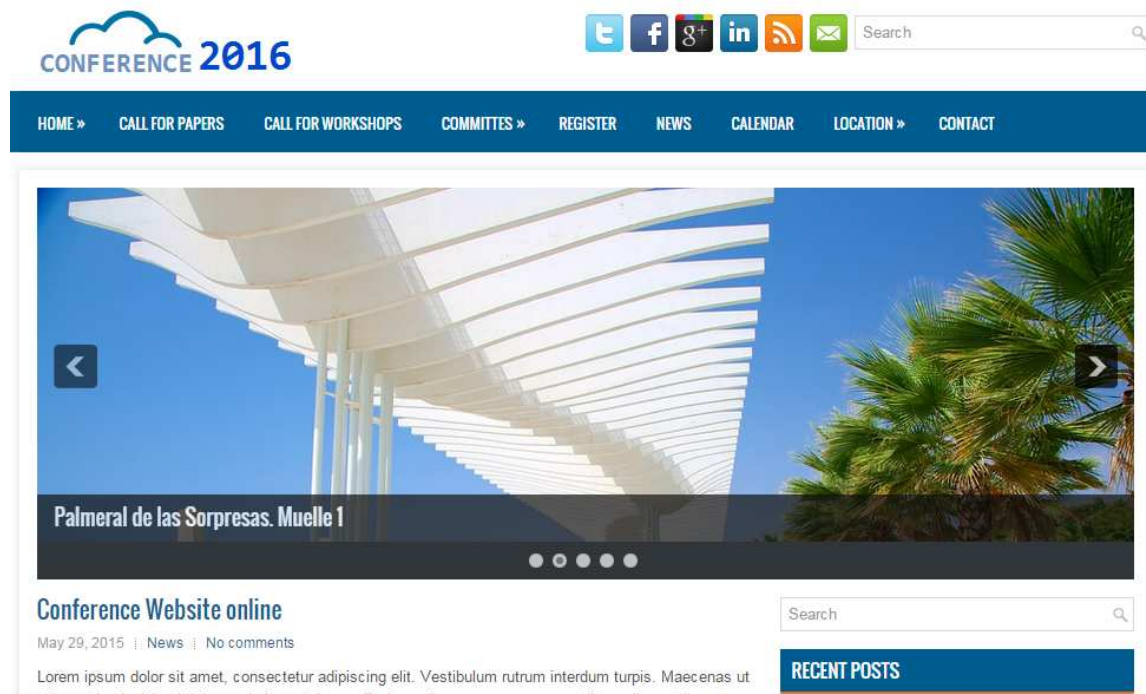 CONFERENCE 2016
Search
HOME » CALL FOR PAPERS CALL FOR WORKSHOPS COMMITTES » REGISTER NEWS CALENDAR LOCATION » CONTACT
Palmeral de las Sorpresas. Muelle 1
Conference Website online
May 29, 2015 News No comments
Lorem ipsum dolor sit amet, consectetur adipiscing elit. Vestibulum rutrum interdum turpis. Maecenas ut
Search
RECENT POSTS